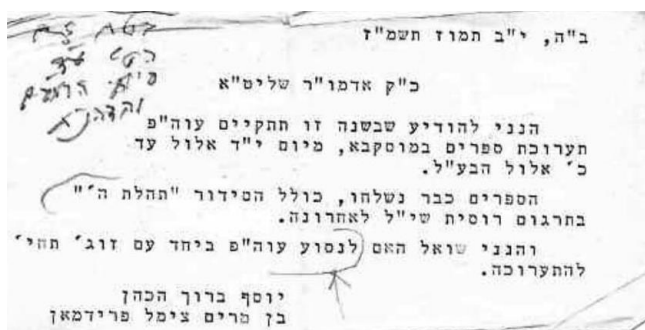 ב"ה, י"ב תמוז תשמ"ז
כ"ק אדמו"ר שליט"א
הנני להודיע שבשנה זו תתקיים עוה"פ
תערוכת ספרים במוסקבא, מיום י"ד אלול עד
כ' אלול הבע"ל.
הספרים כבר נשלחו, כולל הסידור "תהלת ה'"
בתרגום רוסית שי"ל לאחרונה.
והנני שואל האם לנסוע עוה"פ ביחד עם זוג' תחי'
להתערוכה.
יוסף ברוך הכהן
בן מרים צימל פרידמאן